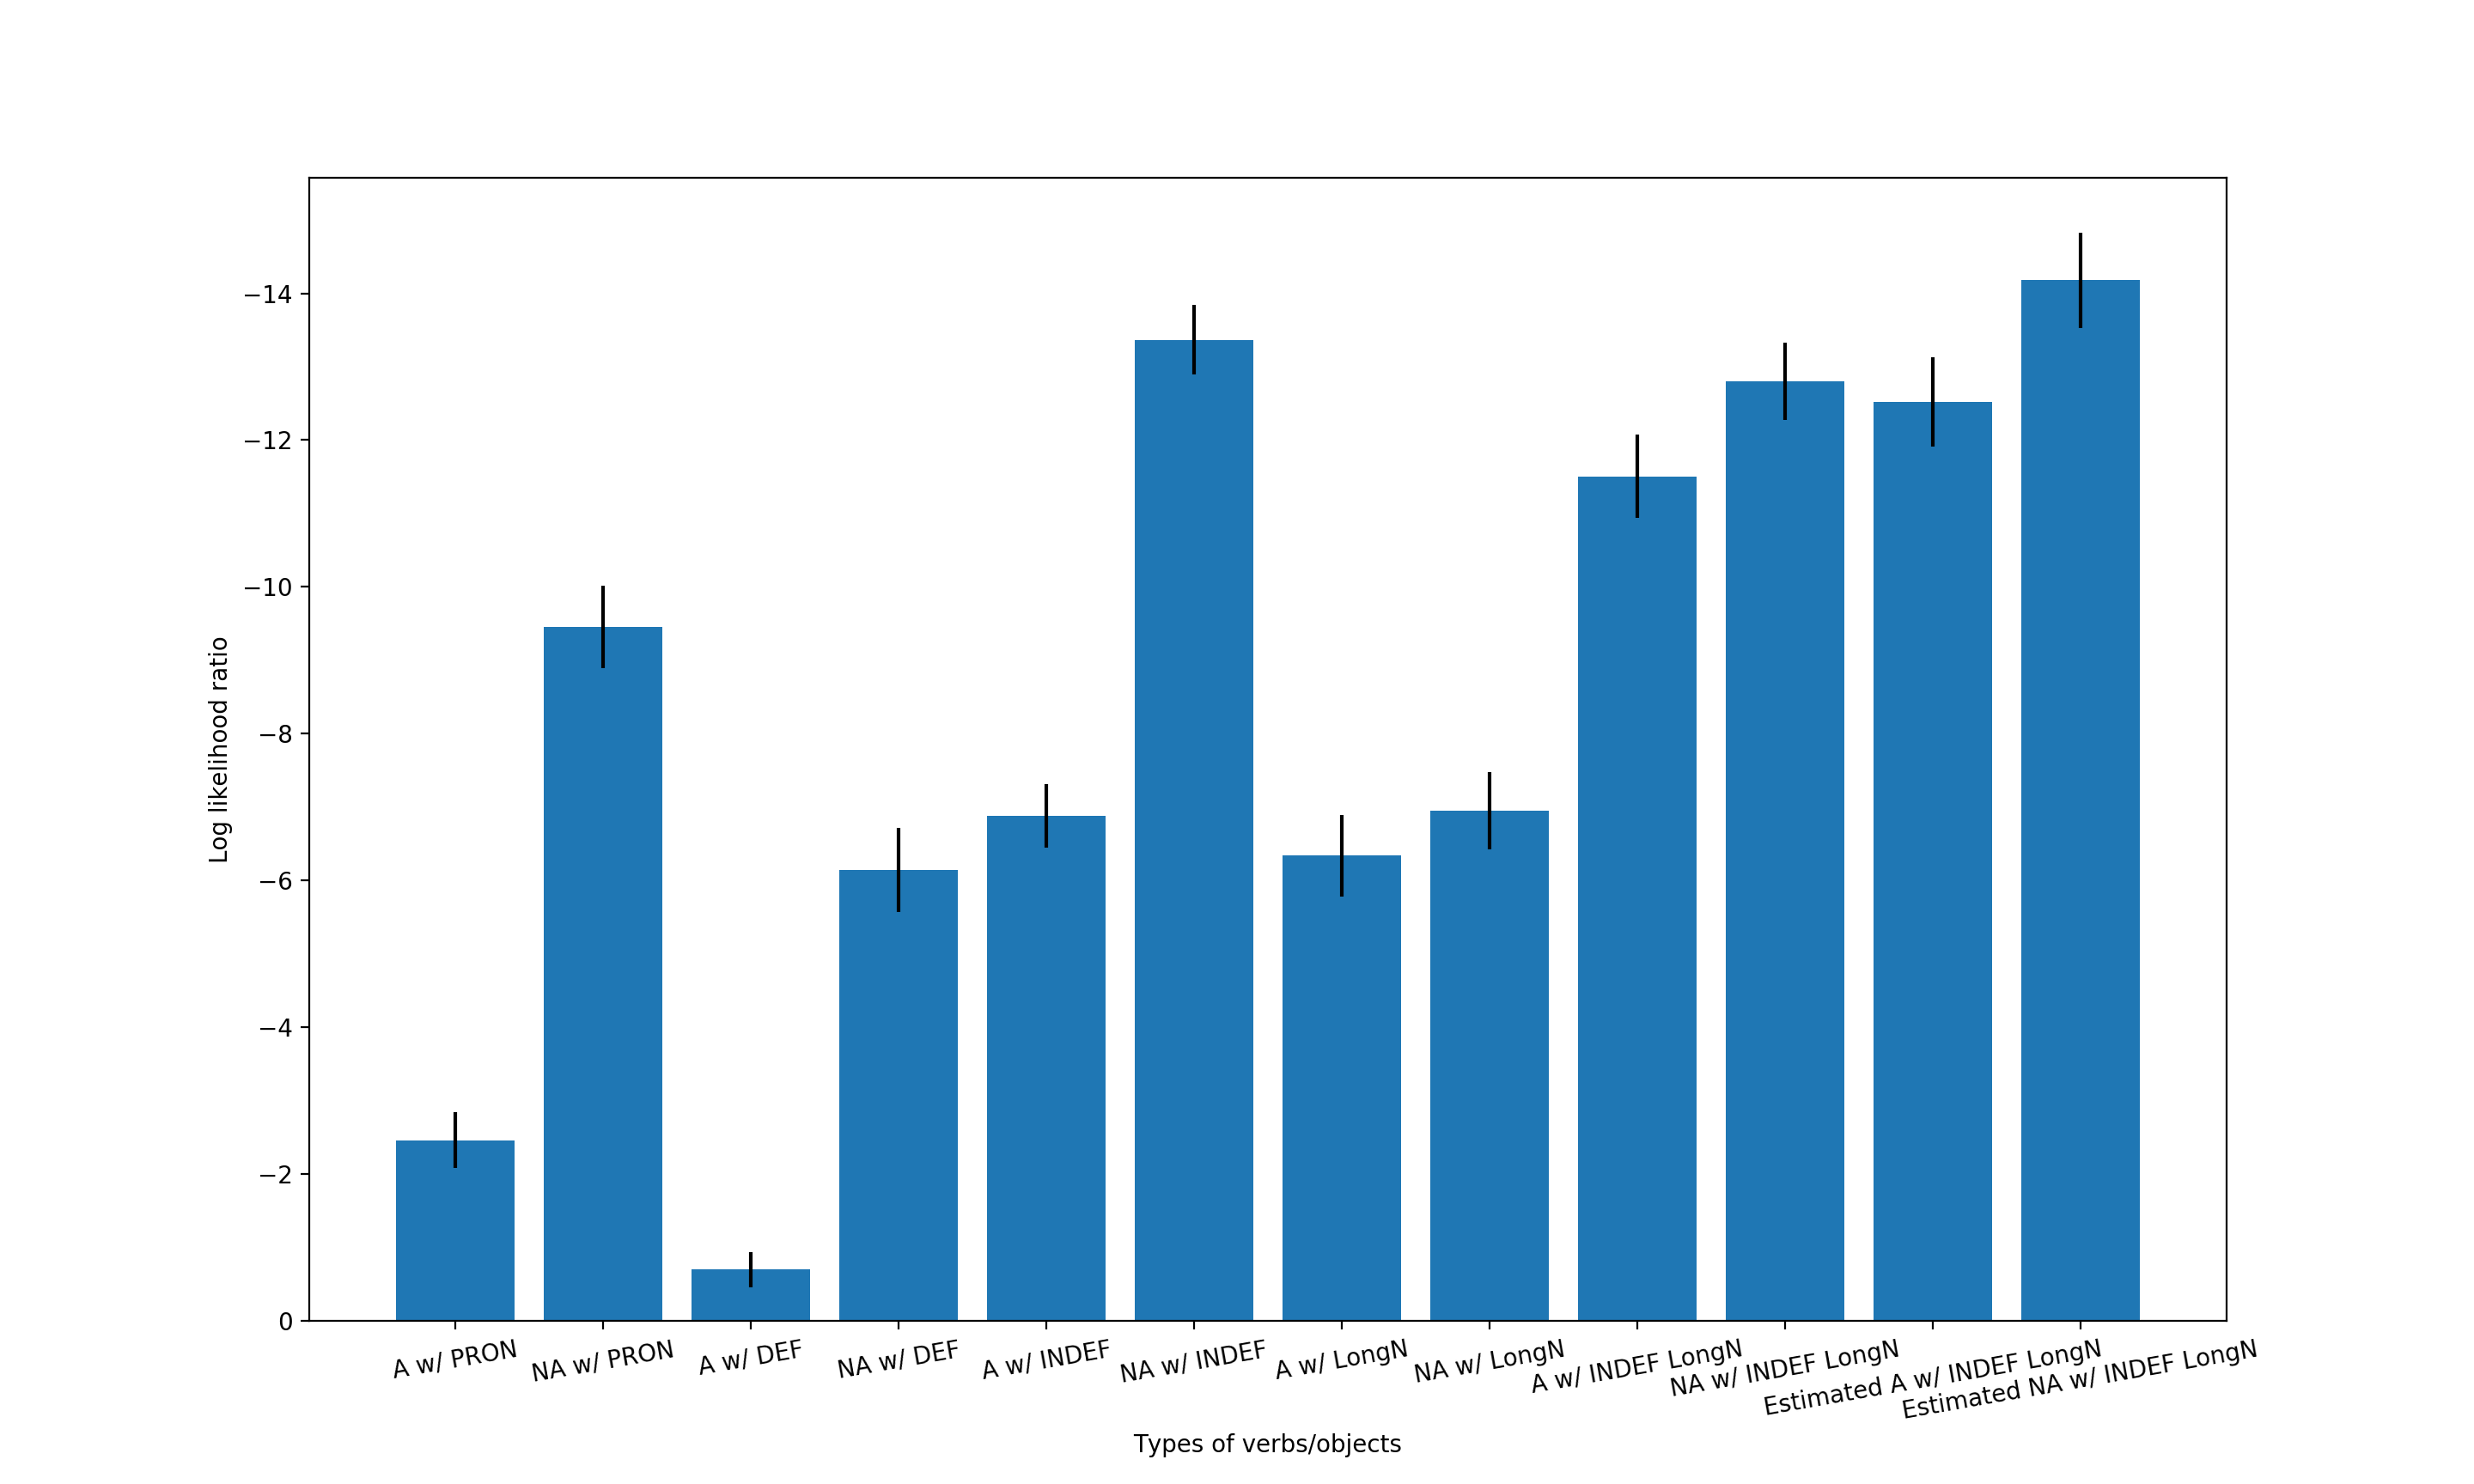 −14
−12
−10
−8
−6
−4
−2
0
Log likelihood ratio
A w/ PRON
NA w/ PRON
A w/ DEF
NA w/ DEF
A w/ INDEF
NA w/ INDEF
A w/ LongN
NA w/ LongN
A w/ INDEF LongN
NA w/ INDEF LongN
Estimated A w/ INDEF LongN
Estimated NA w/ INDEF LongN
Types of verbs/objects